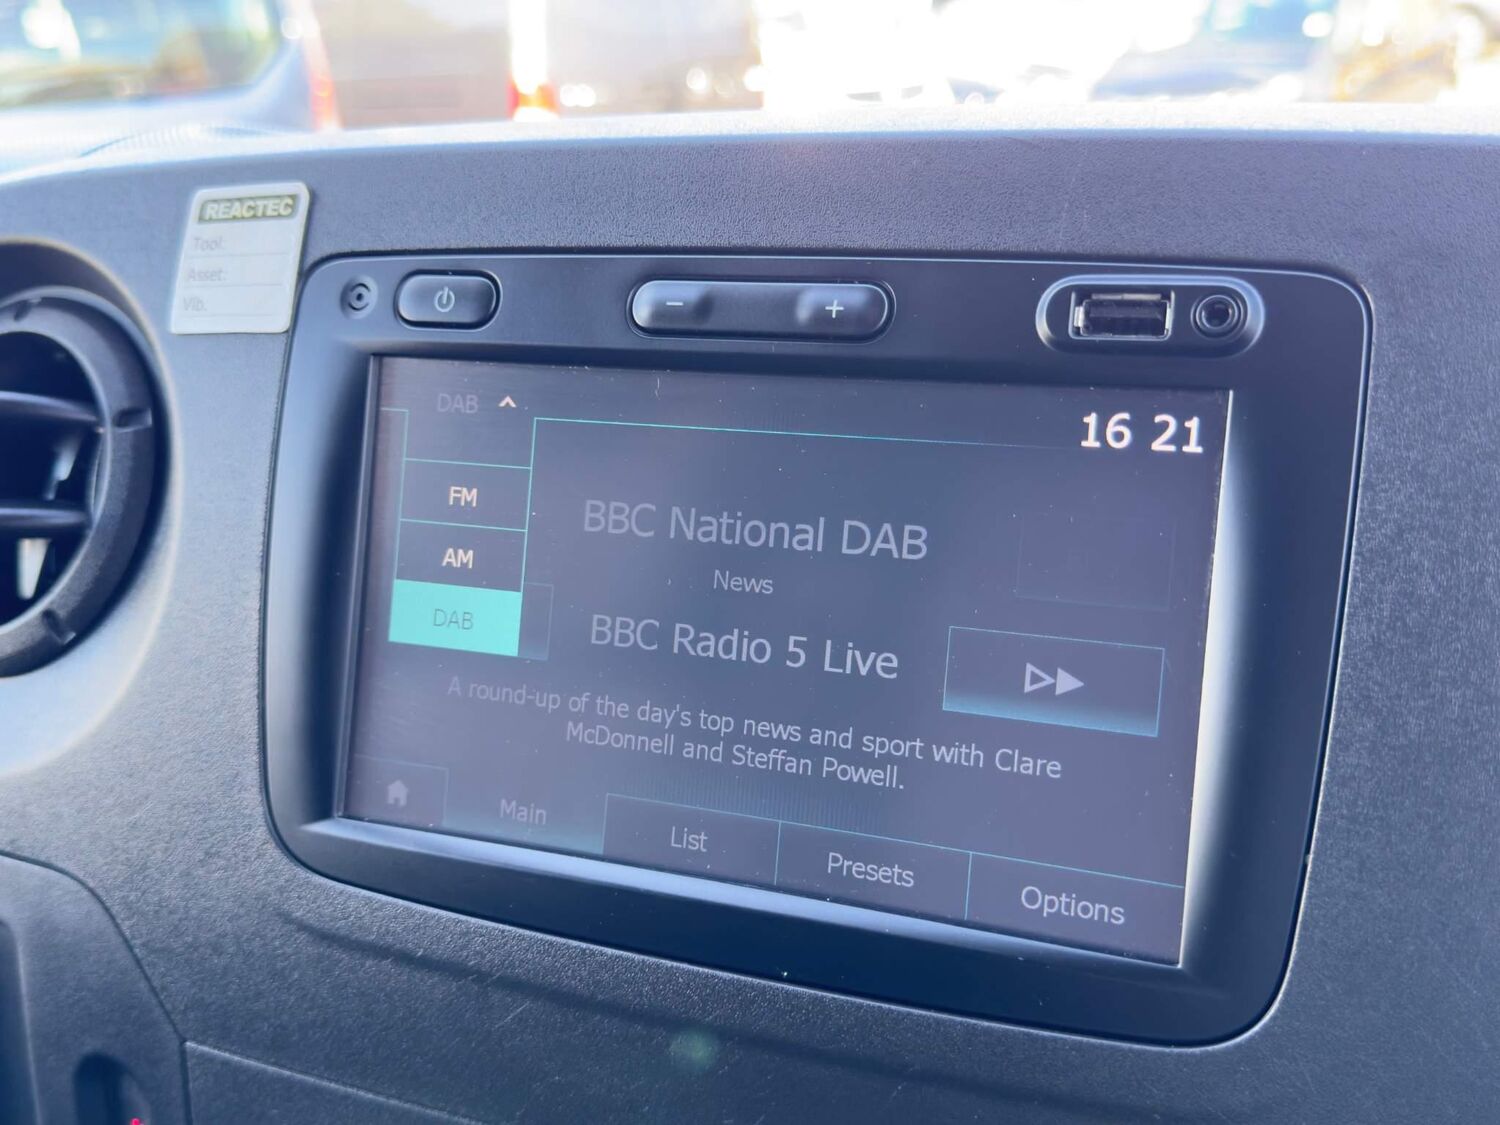 REACTEC
Tool:
Asset:
Vib.
DAB
16 21
FM
AM
DAB
BBC National DAB
News
BBC Radio 5 Live
A round-up of the day's top news and sport with Clare
McDonnell and Steffan Powell.
Main
List
Presets
Options